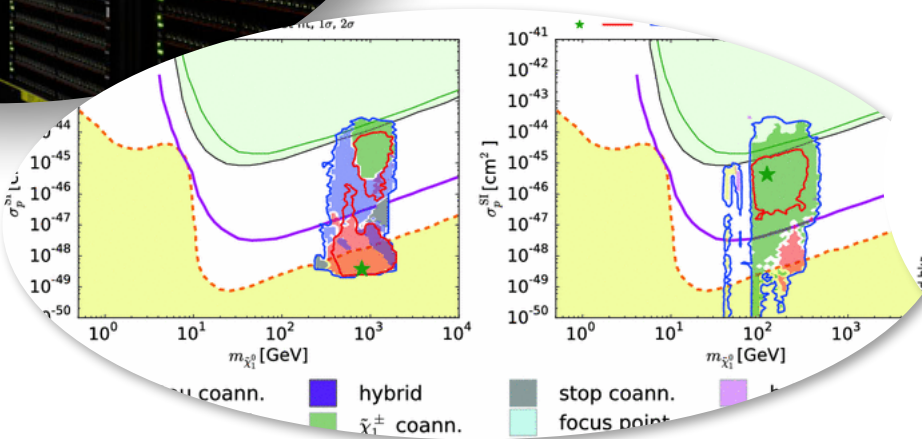 m, 1σ, 2σ
10⁻⁴⁴
10⁻⁴⁵
10⁻⁴⁶
10⁻⁴⁷
10⁻⁴⁸
10⁻⁴⁹
10⁻⁵⁰
10⁰ 10¹ 10² 10³ 10⁴
m_χ̃₁⁰ [GeV]
10⁻⁴¹
10⁻⁴²
10⁻⁴³
10⁻⁴⁴
10⁻⁴⁵
10⁻⁴⁶
10⁻⁴⁷
10⁻⁴⁸
10⁻⁴⁹
10⁻⁵⁰
σₚ^SI [cm²]
10⁰ 10¹ 10² 10³
m_χ̃₁⁰ [GeV]
coann. hybrid stop coann.
χ̃₁^± coann. focus point